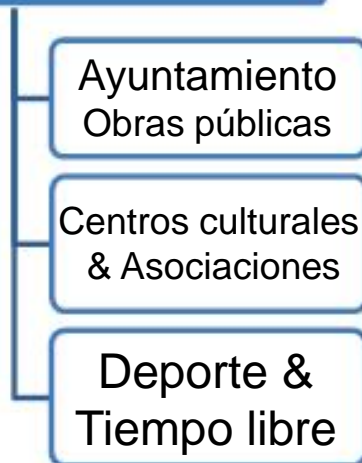 Ayuntamiento
Obras públicas
Centros culturales
& Asociaciones
Deporte &
Tiempo libre